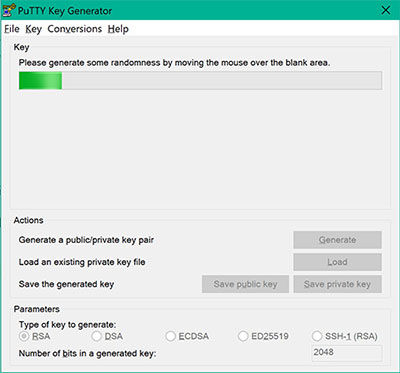 PuTTY Key Generator
File Key Conversions Help
Key
Please generate some randomness by moving the mouse over the blank area.
Actions
Generate a public/private key pair
Generate
Load an existing private key file
Load
Save the generated key
Save public key
Save private key
Parameters
Type of key to generate:
RSA DSA ECDSA ED25519 SSH-1 (RSA)
Number of bits in a generated key:
2048